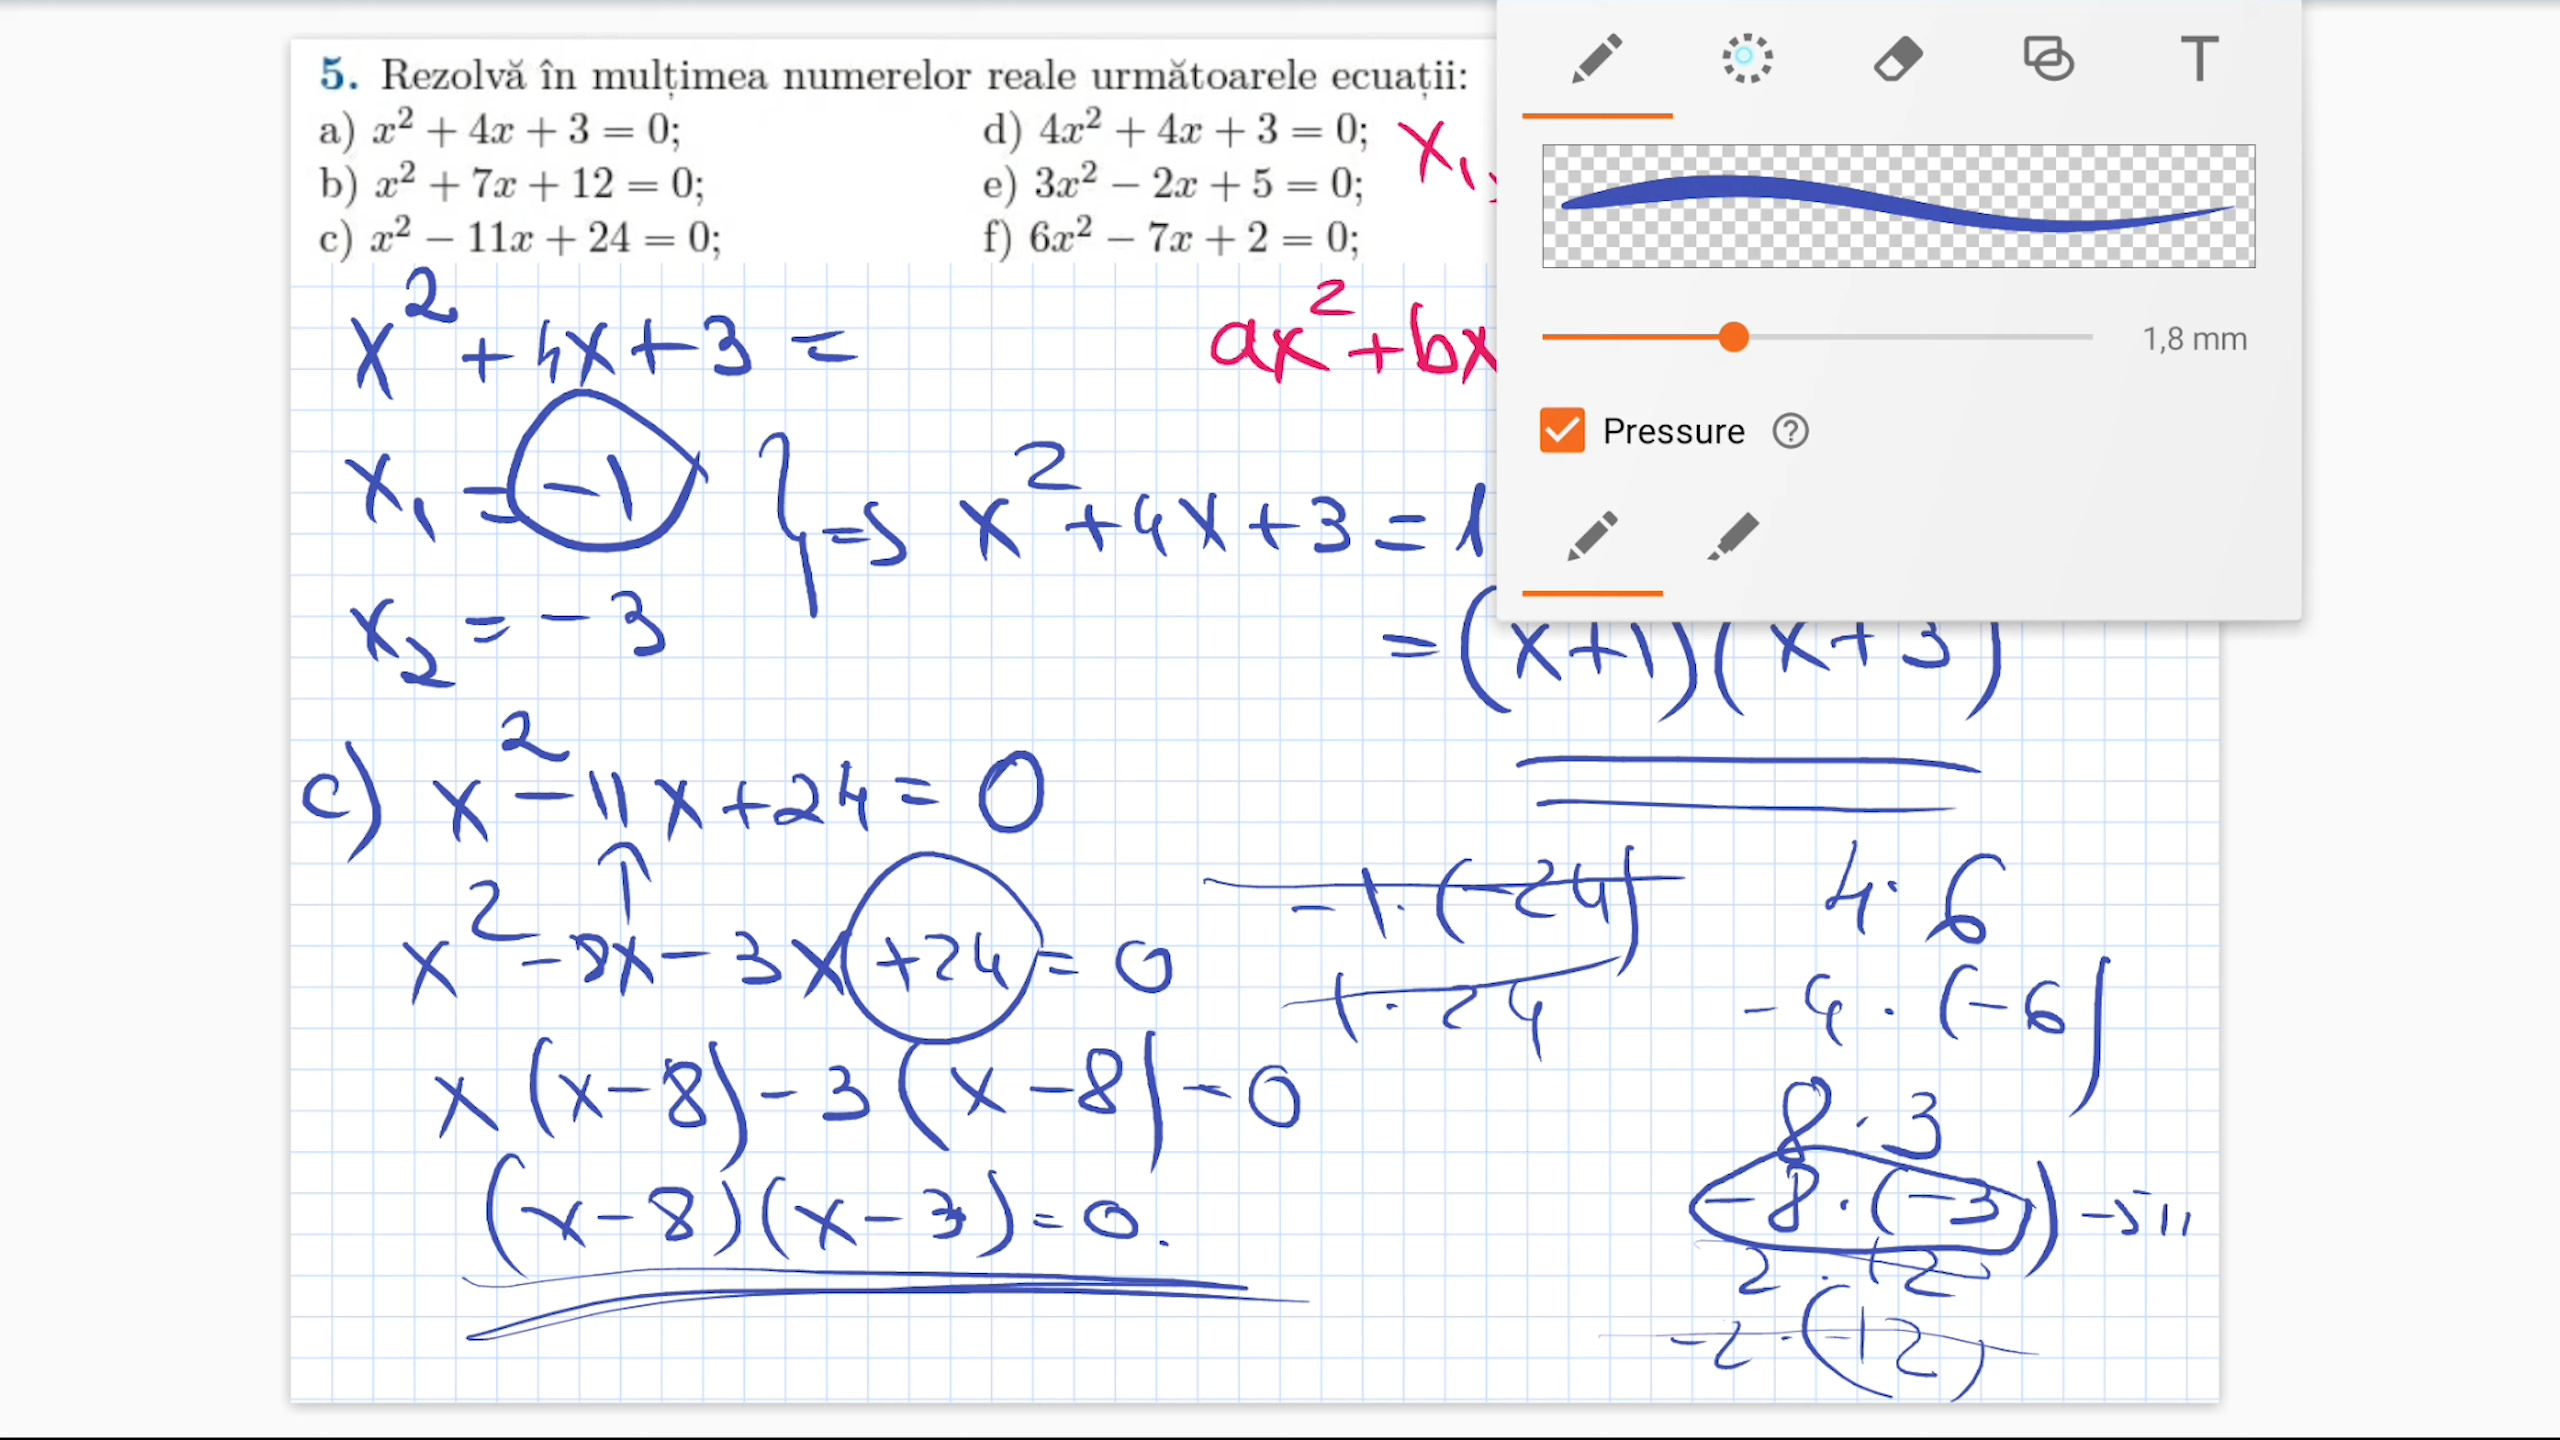 5. Rezolvă în mulțimea numerelor reale următoarele ecuații:
a) x² + 4x + 3 = 0;
b) x² + 7x + 12 = 0;
c) x² − 11x + 24 = 0;
d) 4x² + 4x + 3 = 0;
e) 3x² − 2x + 5 = 0;
f) 6x² − 7x + 2 = 0;
x₁,
T
1,8 mm
Pressure
x² + 4x + 3 =
ax² + bx
x₁ = −1
x₂ = −3
} => x² + 4x + 3 =
= (x+1)(x+3)
c) x² − 11x + 24 = 0
x² − 8x − 3x + 24 = 0
x(x−8) − 3(x−8) = 0
(x−8)(x−3) = 0.
−1·(−24)
1·24
4·6
−4·(−6)
8·3
−8·(−3) → 11
2·12
−2·(−12)